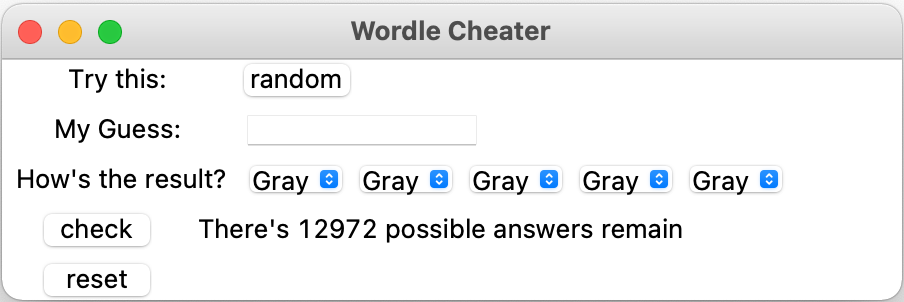 Wordle Cheater
Try this: random
My Guess:
How's the result? Gray Gray Gray Gray Gray
check There's 12972 possible answers remain
reset